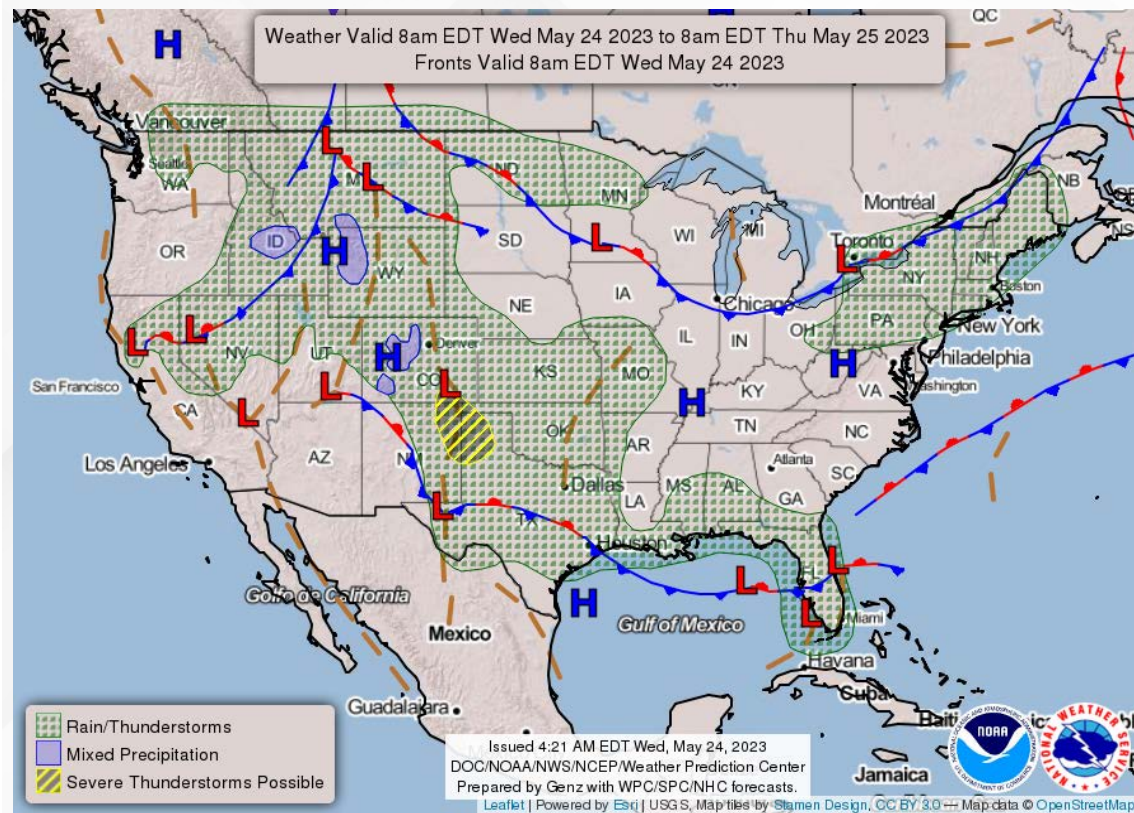 QC
Weather Valid 8am EDT Wed May 24 2023 to 8am EDT Thu May 25 2023
Fronts Valid 8am EDT Wed May 24 2023
H
Vancouver
Seattle
WA
L
L
ND
MN
Montréal
NB
NS
OR
ID
H
WY
SD
L
WI
MI
Toronto
L
NY
NH
Boston
IA
Chicago
NE
PA
New York
L
L
NV
UT
H
Denver
CO
IL
IN
OH
H
Philadelphia
San Francisco
CA
L
L
L
KS
MO
H
KY
VA
Washington
TN
NC
Los Angeles
AZ
NM
OK
AR
Atlanta
SC
Dallas
LA
MS
AL
GA
L
TX
Houston
L
L
L
Miami
H
Golfo de California
Mexico
Gulf of Mexico
Havana
Cuba
Guadalajara
Jamaica
Rain/Thunderstorms
Mixed Precipitation
Severe Thunderstorms Possible
Issued 4:21 AM EDT Wed, May 24, 2023
DOC/NOAA/NWS/NCEP/Weather Prediction Center
Prepared by Genz with WPC/SPC/NHC forecasts.
Leaflet | Powered by Esri | USGS, Map tiles by Stamen Design, CC BY 3.0 — Map data © OpenStreetMap
NOAA
NATIONAL WEATHER SERVICE